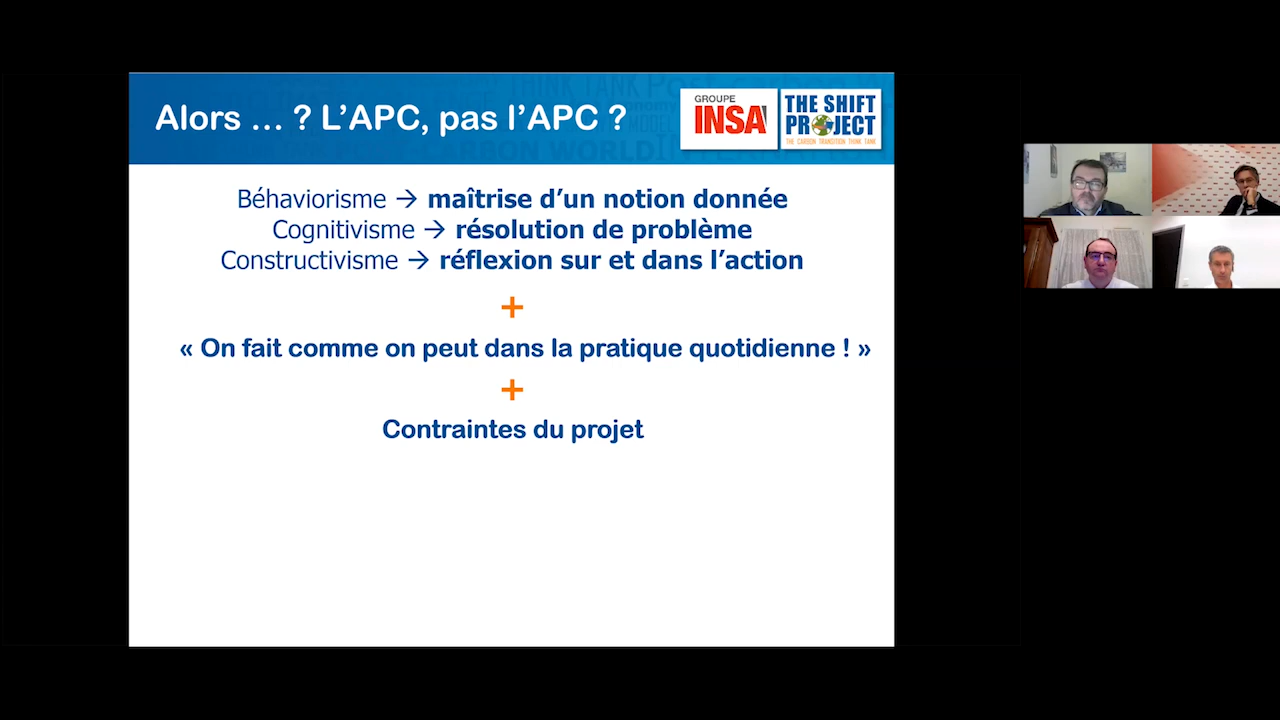 Alors ... ? L'APC, pas l'APC ?
GROUPE
INSA
THE SHIFT
PROJECT
THE CARBON TRANSITION THINK TANK
Béhaviorisme → maîtrise d'un notion donnée
Cognitivisme → résolution de problème
Constructivisme → réflexion sur et dans l'action
+
« On fait comme on peut dans la pratique quotidienne ! »
+
Contraintes du projet